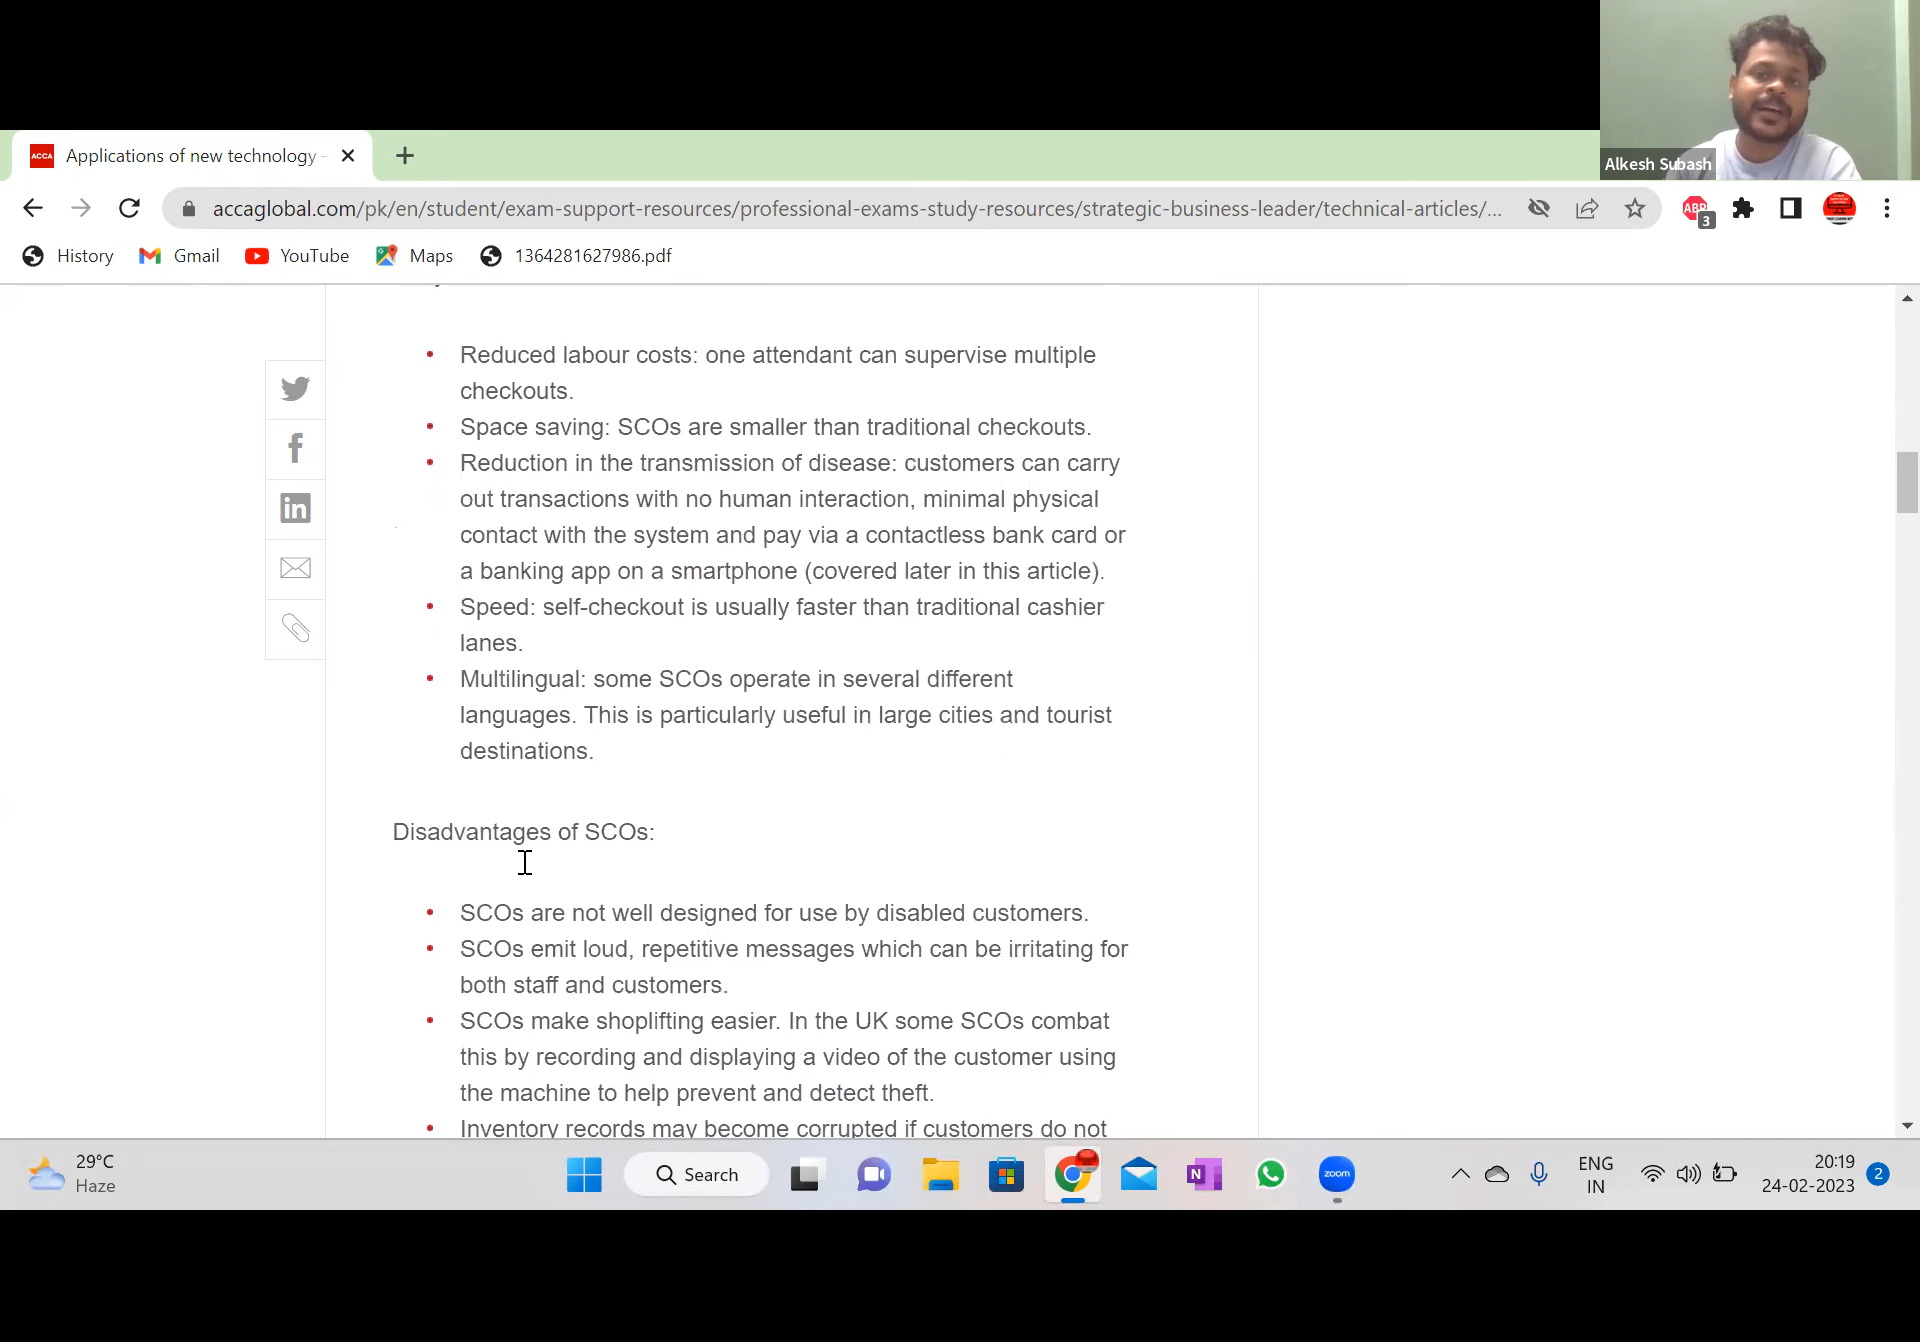 Alkesh Subash
ACCA Applications of new technology -
accaglobal.com/pk/en/student/exam-support-resources/professional-exams-study-resources/strategic-business-leader/technical-articles/...
ABP 3
History Gmail YouTube Maps 1364281627986.pdf
Reduced labour costs: one attendant can supervise multiple
checkouts.
Space saving: SCOs are smaller than traditional checkouts.
Reduction in the transmission of disease: customers can carry
out transactions with no human interaction, minimal physical
contact with the system and pay via a contactless bank card or
a banking app on a smartphone (covered later in this article).
Speed: self-checkout is usually faster than traditional cashier
lanes.
Multilingual: some SCOs operate in several different
languages. This is particularly useful in large cities and tourist
destinations.
Disadvantages of SCOs:
SCOs are not well designed for use by disabled customers.
SCOs emit loud, repetitive messages which can be irritating for
both staff and customers.
SCOs make shoplifting easier. In the UK some SCOs combat
this by recording and displaying a video of the customer using
the machine to help prevent and detect theft.
Inventory records may become corrupted if customers do not
29°C
Haze
Search
N
zoom
ENG
IN
20:19
24-02-2023
2